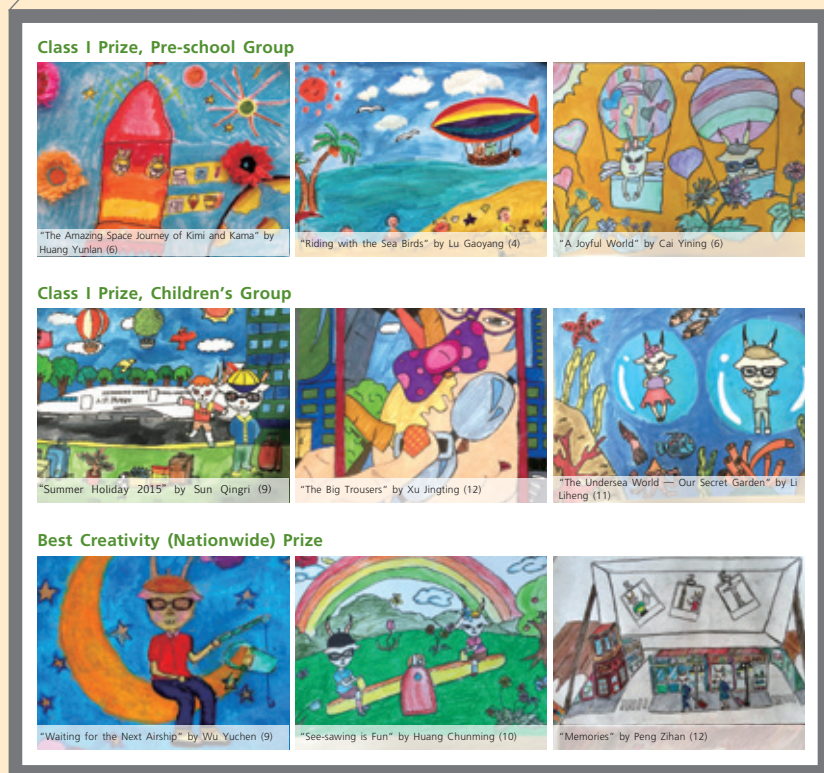 Class I Prize, Pre-school Group
"The Amazing Space Journey of Kimi and Kama" by
Huang Yunlan (6)
"Riding with the Sea Birds" by Lu Gaoyang (4)
"A Joyful World" by Cai Yining (6)
Class I Prize, Children's Group
"Summer Holiday 2015" by Sun Qingri (9)
"The Big Trousers" by Xu Jingting (12)
"The Undersea World — Our Secret Garden" by Li
Liheng (11)
Best Creativity (Nationwide) Prize
"Waiting for the Next Airship" by Wu Yuchen (9)
"See-sawing is Fun" by Huang Chunming (10)
"Memories" by Peng Zihan (12)